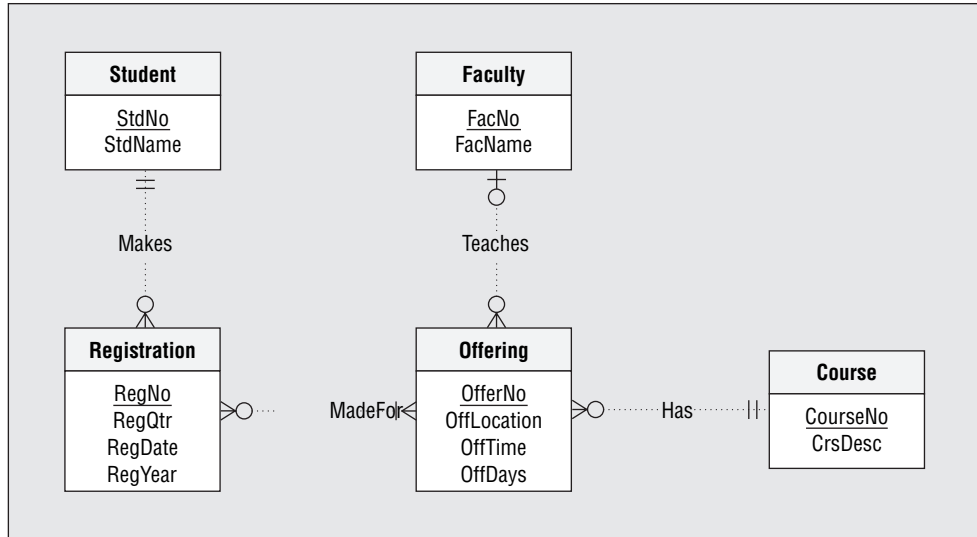 Student
StdNo
StdName
Faculty
FacNo
FacName
Makes
Teaches
Registration
RegNo
RegQtr
RegDate
RegYear
MadeFor
Offering
OfferNo
OffLocation
OffTime
OffDays
Has
Course
CourseNo
CrsDesc